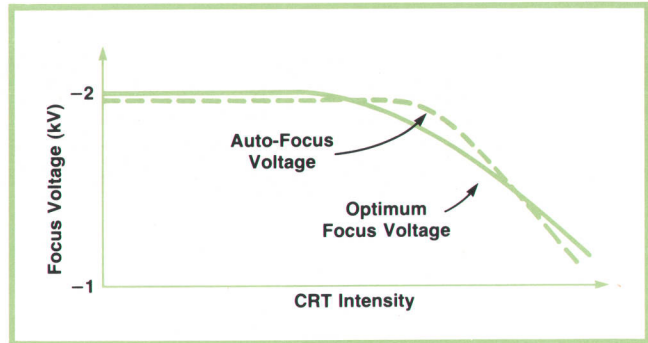 −2
Focus Voltage (kV)
Auto-Focus
Voltage
Optimum
Focus Voltage
−1
CRT Intensity